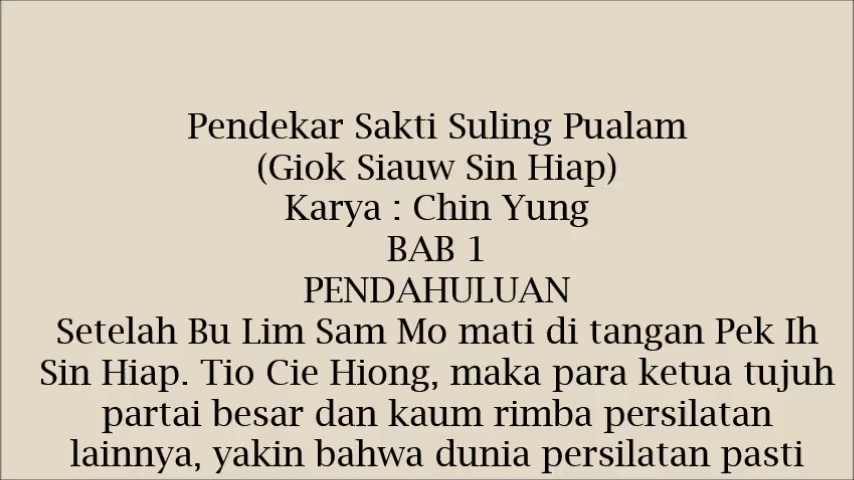 Pendekar Sakti Suling Pualam
(Giok Siauw Sin Hiap)
Karya : Chin Yung
BAB 1
PENDAHULUAN
Setelah Bu Lim Sam Mo mati di tangan Pek Ih
Sin Hiap. Tio Cie Hiong, maka para ketua tujuh
partai besar dan kaum rimba persilatan
lainnya, yakin bahwa dunia persilatan pasti